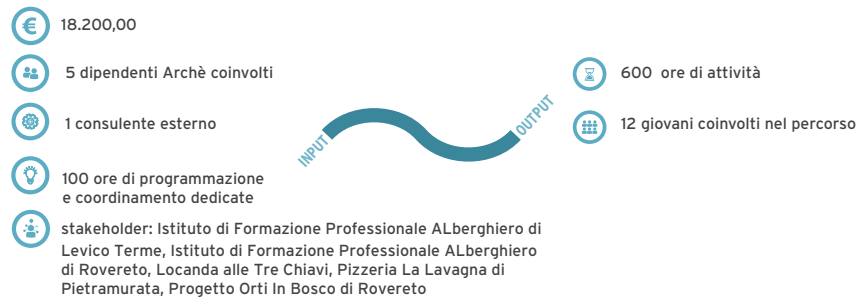 18.200,00
5 dipendenti Archè coinvolti
1 consulente esterno
100 ore di programmazione
e coordinamento dedicate
stakeholder: Istituto di Formazione Professionale ALberghiero di
Levico Terme, Istituto di Formazione Professionale ALberghiero
di Rovereto, Locanda alle Tre Chiavi, Pizzeria La Lavagna di
Pietramurata, Progetto Orti In Bosco di Rovereto
INPUT
OUTPUT
600 ore di attività
12 giovani coinvolti nel percorso